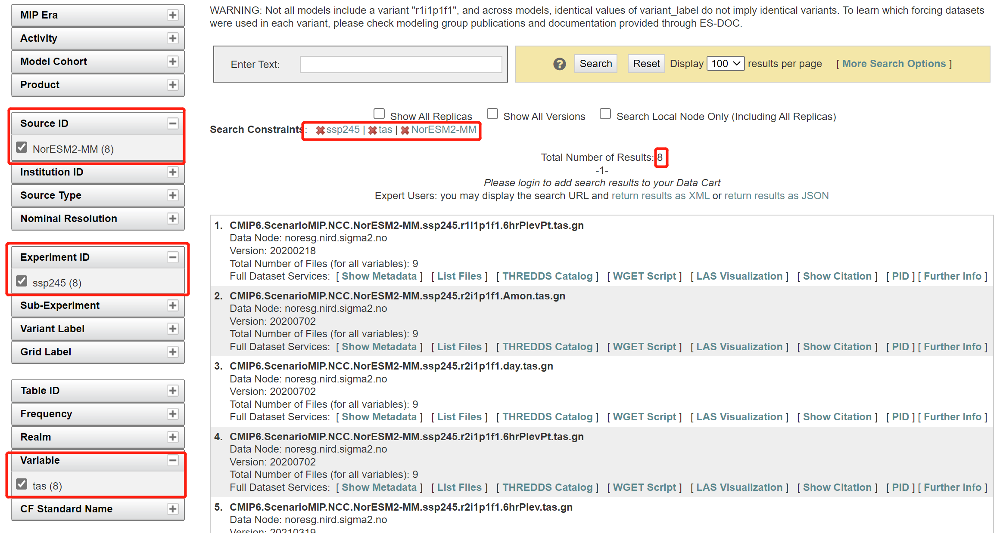 MIP Era
Activity
Model Cohort
Product
Source ID
NorESM2-MM (8)
Institution ID
Source Type
Nominal Resolution
Experiment ID
ssp245 (8)
Sub-Experiment
Variant Label
Grid Label
Table ID
Frequency
Realm
Variable
tas (8)
CF Standard Name
WARNING: Not all models include a variant "r1i1p1f1", and across models, identical values of variant_label do not imply identical variants. To learn which forcing datasets
were used in each variant, please check modeling group publications and documentation provided through ES-DOC.
Enter Text:
? Search Reset Display 100 results per page [ More Search Options ]
Show All Replicas Show All Versions Search Local Node Only (Including All Replicas)
Search Constraints: ssp245 | tas | NorESM2-MM
Total Number of Results: 8
-1-
Please login to add search results to your Data Cart
Expert Users: you may display the search URL and return results as XML or return results as JSON
1. CMIP6.ScenarioMIP.NCC.NorESM2-MM.ssp245.r1i1p1f1.6hrPlevPt.tas.gn
Data Node: noresg.nird.sigma2.no
Version: 20200218
Total Number of Files (for all variables): 9
Full Dataset Services: [ Show Metadata ] [ List Files ] [ THREDDS Catalog ] [ WGET Script ] [ LAS Visualization ] [ Show Citation ] [ PID ] [ Further Info ]
2. CMIP6.ScenarioMIP.NCC.NorESM2-MM.ssp245.r2i1p1f1.Amon.tas.gn
Data Node: noresg.nird.sigma2.no
Version: 20200702
Total Number of Files (for all variables): 9
Full Dataset Services: [ Show Metadata ] [ List Files ] [ THREDDS Catalog ] [ WGET Script ] [ LAS Visualization ] [ Show Citation ] [ PID ] [ Further Info ]
3. CMIP6.ScenarioMIP.NCC.NorESM2-MM.ssp245.r2i1p1f1.day.tas.gn
Data Node: noresg.nird.sigma2.no
Version: 20200702
Total Number of Files (for all variables): 9
Full Dataset Services: [ Show Metadata ] [ List Files ] [ THREDDS Catalog ] [ WGET Script ] [ LAS Visualization ] [ Show Citation ] [ PID ] [ Further Info ]
4. CMIP6.ScenarioMIP.NCC.NorESM2-MM.ssp245.r2i1p1f1.6hrPlevPt.tas.gn
Data Node: noresg.nird.sigma2.no
Version: 20200702
Total Number of Files (for all variables): 9
Full Dataset Services: [ Show Metadata ] [ List Files ] [ THREDDS Catalog ] [ WGET Script ] [ LAS Visualization ] [ Show Citation ] [ PID ] [ Further Info ]
5. CMIP6.ScenarioMIP.NCC.NorESM2-MM.ssp245.r2i1p1f1.6hrPlev.tas.gn
Data Node: noresg.nird.sigma2.no
Version: 20210319